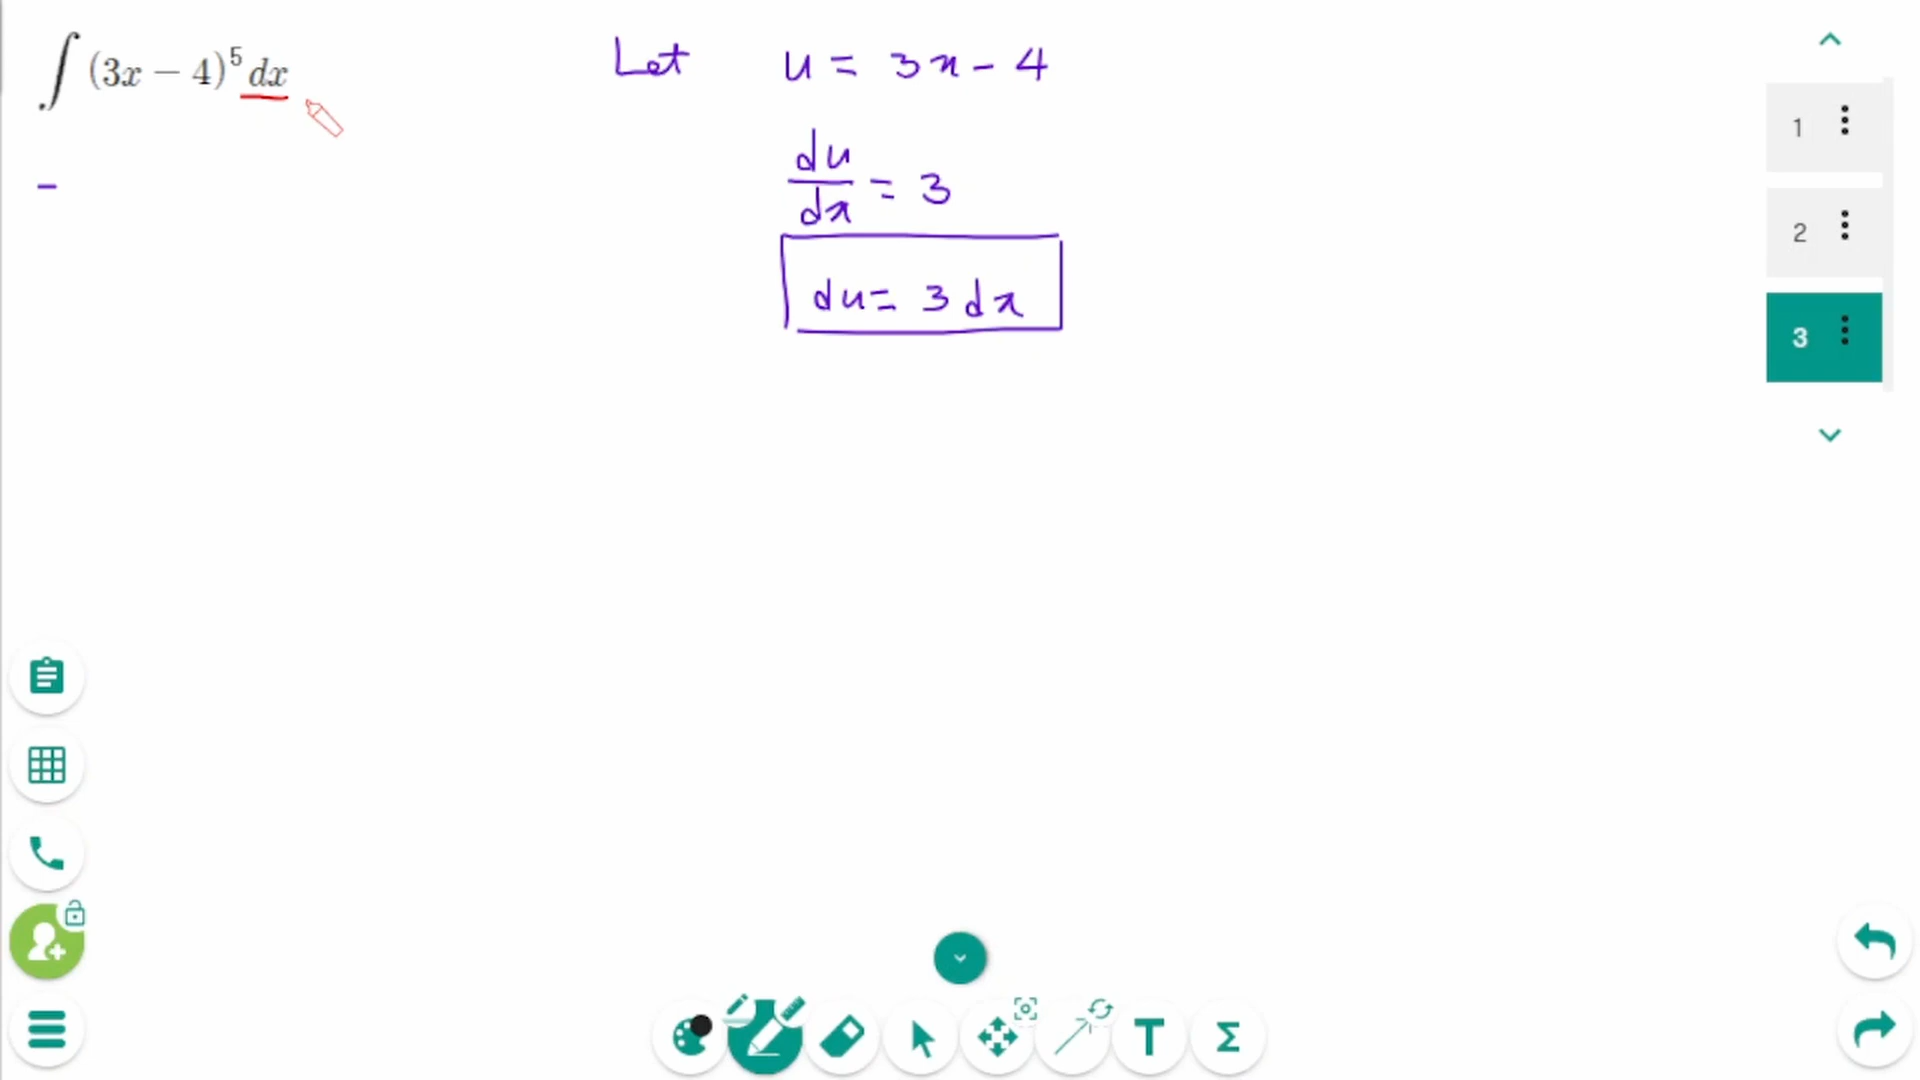 ∫ (3x − 4)⁵ dx
Let u = 3x - 4
du/dx = 3
-
du = 3 dx
1
2
3
T
Σ